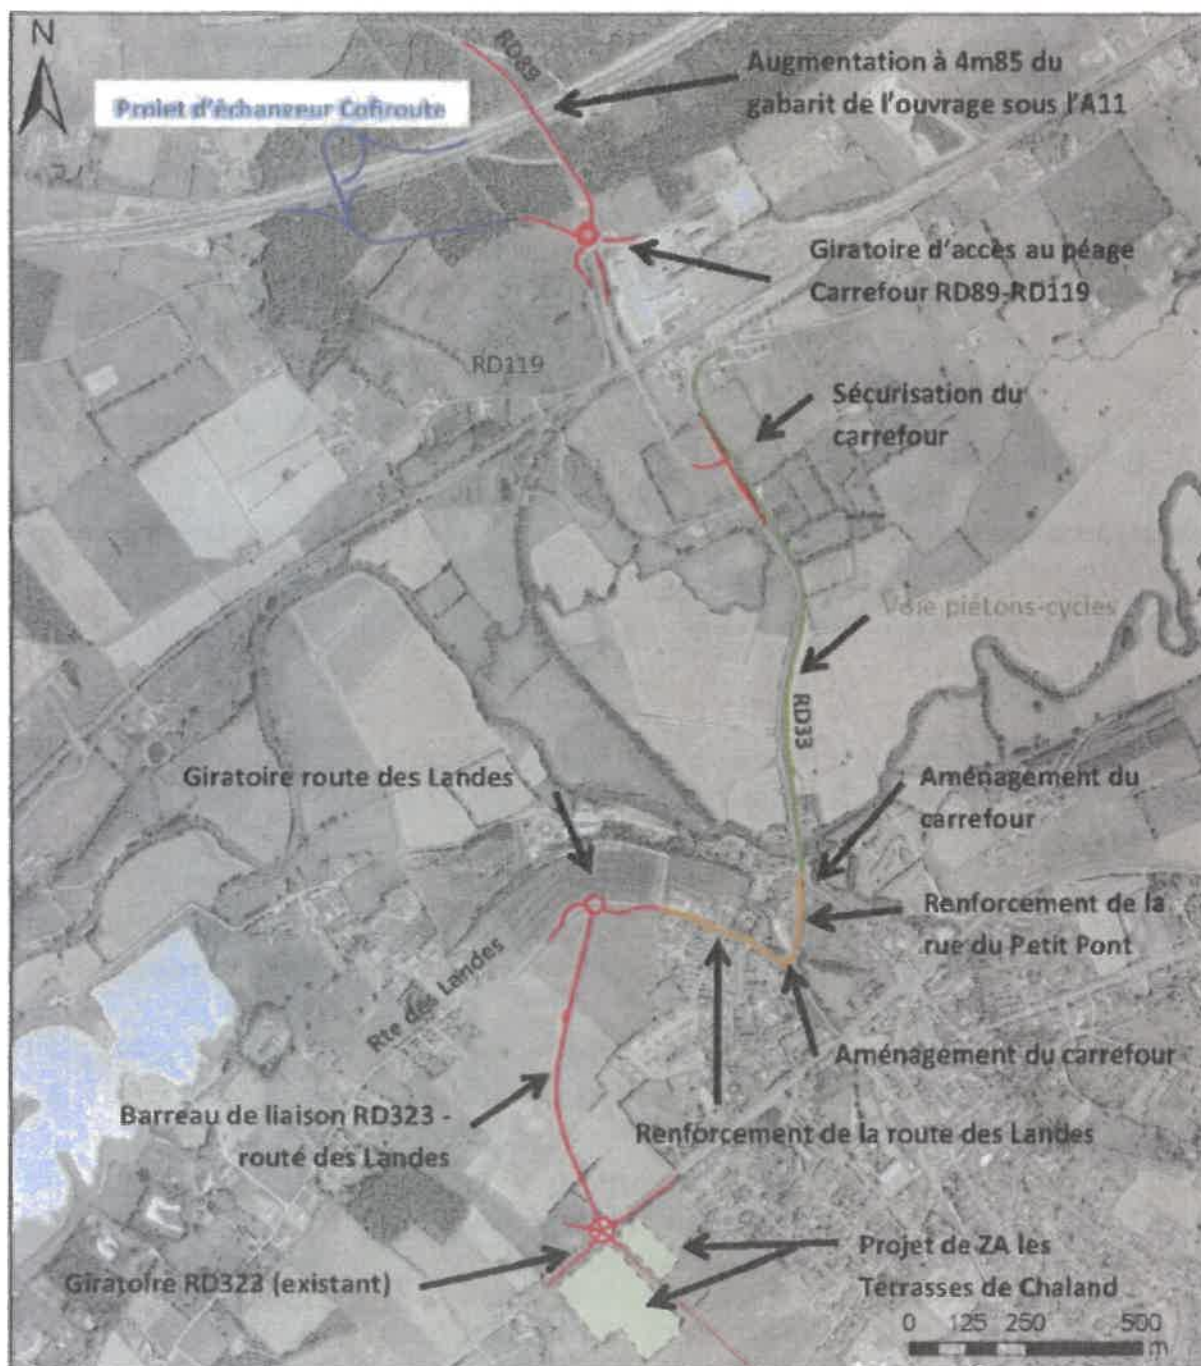 N
RD89
Augmentation à 4m85 du
gabarit de l'ouvrage sous l'A11
Projet d'échangeur Cofiroute
Giratoire d'accès au péage
Carrefour RD89-RD119
RD119
Sécurisation du
carrefour
Voie piétons-cycles
RD33
Giratoire route des Landes
Aménagement du
carrefour
Renforcement de la
rue du Petit Pont
Rte des Landes
Aménagement du carrefour
Barreau de liaison RD323 -
route des Landes
Renforcement de la route des Landes
Projet de ZA les
Terrasses de Chaland
Giratoire RD323 (existant)
0 125 250 500
m